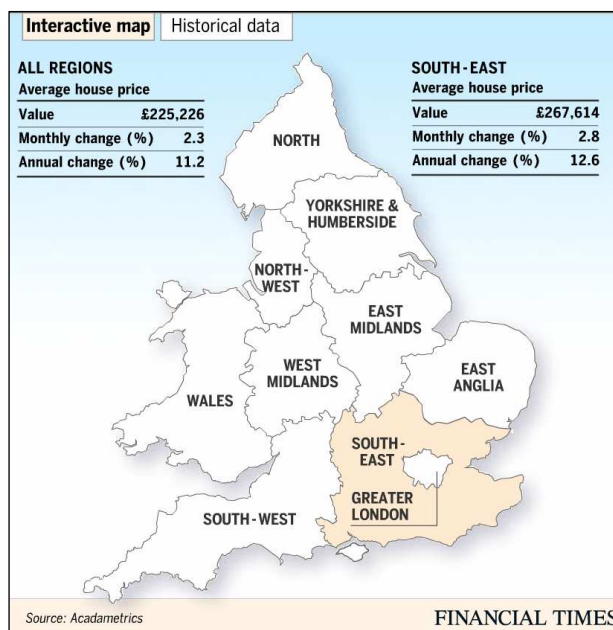 Interactive map
Historical data
ALL REGIONS
Average house price
Value £225,226
Monthly change (%) 2.3
Annual change (%) 11.2
SOUTH-EAST
Average house price
Value £267,614
Monthly change (%) 2.8
Annual change (%) 12.6
NORTH
YORKSHIRE &
HUMBERSIDE
NORTH-
WEST
EAST
MIDLANDS
WEST
MIDLANDS
EAST
ANGLIA
WALES
SOUTH-
EAST
GREATER
LONDON
SOUTH-WEST
Source: Acadametrics
FINANCIAL TIMES